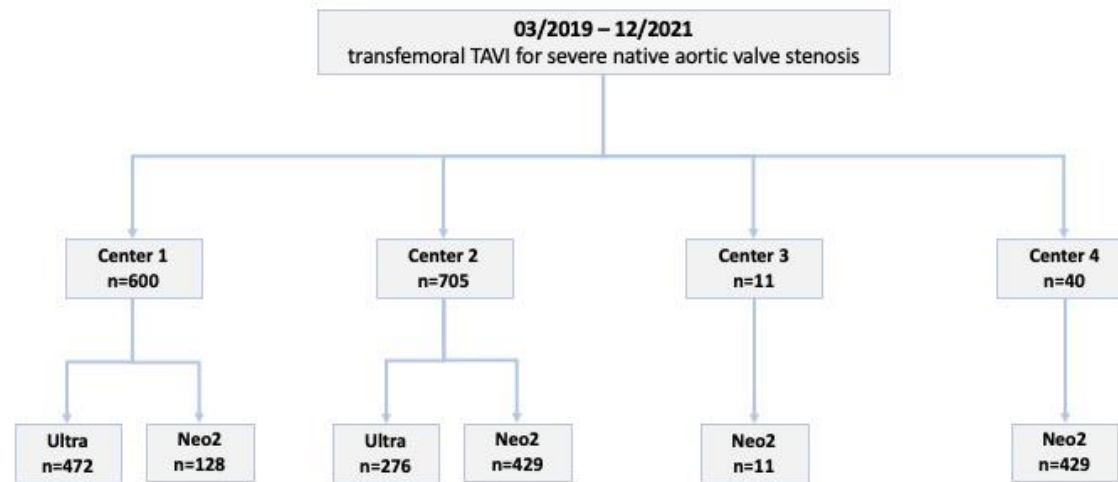 03/2019 – 12/2021
transfemoral TAVI for severe native aortic valve stenosis
Center 1
n=600
Center 2
n=705
Center 3
n=11
Center 4
n=40
Ultra
n=472
Neo2
n=128
Ultra
n=276
Neo2
n=429
Neo2
n=11
Neo2
n=429